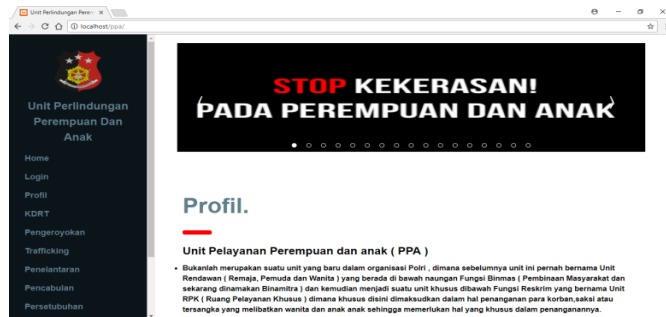 Unit Perlindungan Perem
localhost/ppa/
Unit Perlindungan
Perempuan Dan
Anak
Home
Login
Profil
KDRT
Pengeroyokan
Trafficking
Penelantaran
Pencabulan
Persetubuhan
STOP KEKERASAN!
PADA PEREMPUAN DAN ANAK
Profil.
Unit Pelayanan Perempuan dan anak ( PPA )
• Bukanlah merupakan suatu unit yang baru dalam organisasi Polri , dimana sebelumnya unit ini pernah bernama Unit
Rendawan ( Remaja, Pemuda dan Wanita ) yang berada di bawah naungan Fungsi Binmas ( Pembinaan Masyarakat dan
sekarang dinamakan Binamitra ) dan kemudian menjadi suatu unit khusus dibawah Fungsi Reskrim yang bernama Unit
RPK ( Ruang Pelayanan Khusus ) dimana khusus disini dimaksudkan dalam hal penanganan para korban,saksi atau
tersangka yang melibatkan wanita dan anak anak sehingga memerlukan hal yang khusus dalam penanganannya.